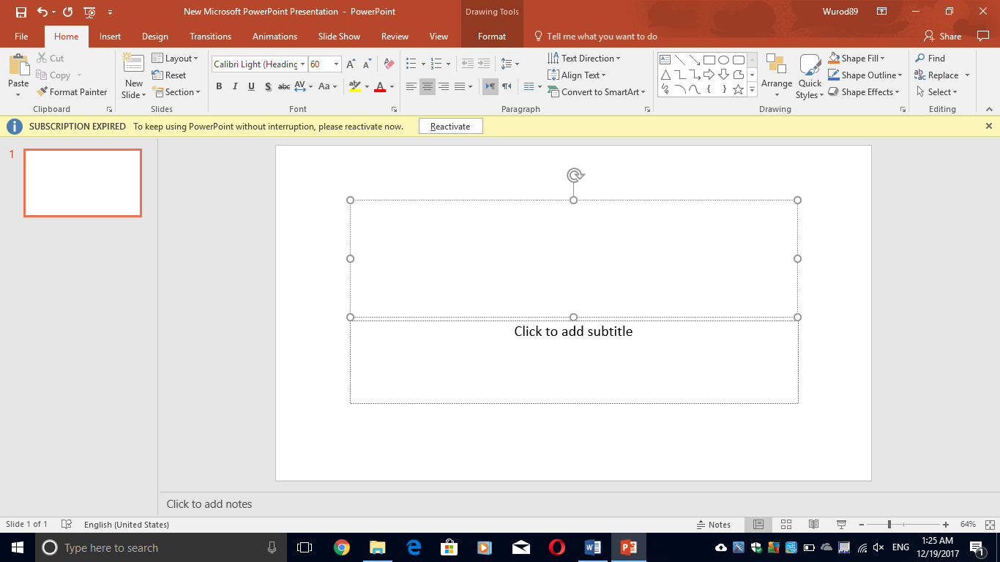 New Microsoft PowerPoint Presentation - PowerPoint
Drawing Tools
Wurod89
File Home Insert Design Transitions Animations Slide Show Review View Format Tell me what you want to do Share
Paste
Cut
Copy
Format Painter
Clipboard
New
Slide
Layout
Reset
Section
Slides
Calibri Light (Heading 60
B I U S abc AV Aa A
Font
Text Direction
Align Text
Convert to SmartArt
Paragraph
Arrange
Quick
Styles
Shape Fill
Shape Outline
Shape Effects
Drawing
Find
Replace
Select
Editing
SUBSCRIPTION EXPIRED To keep using PowerPoint without interruption, please reactivate now. Reactivate
1
Click to add subtitle
Click to add notes
Slide 1 of 1 English (United States) Notes 64%
Type here to search
ENG
1:25 AM
12/19/2017
1